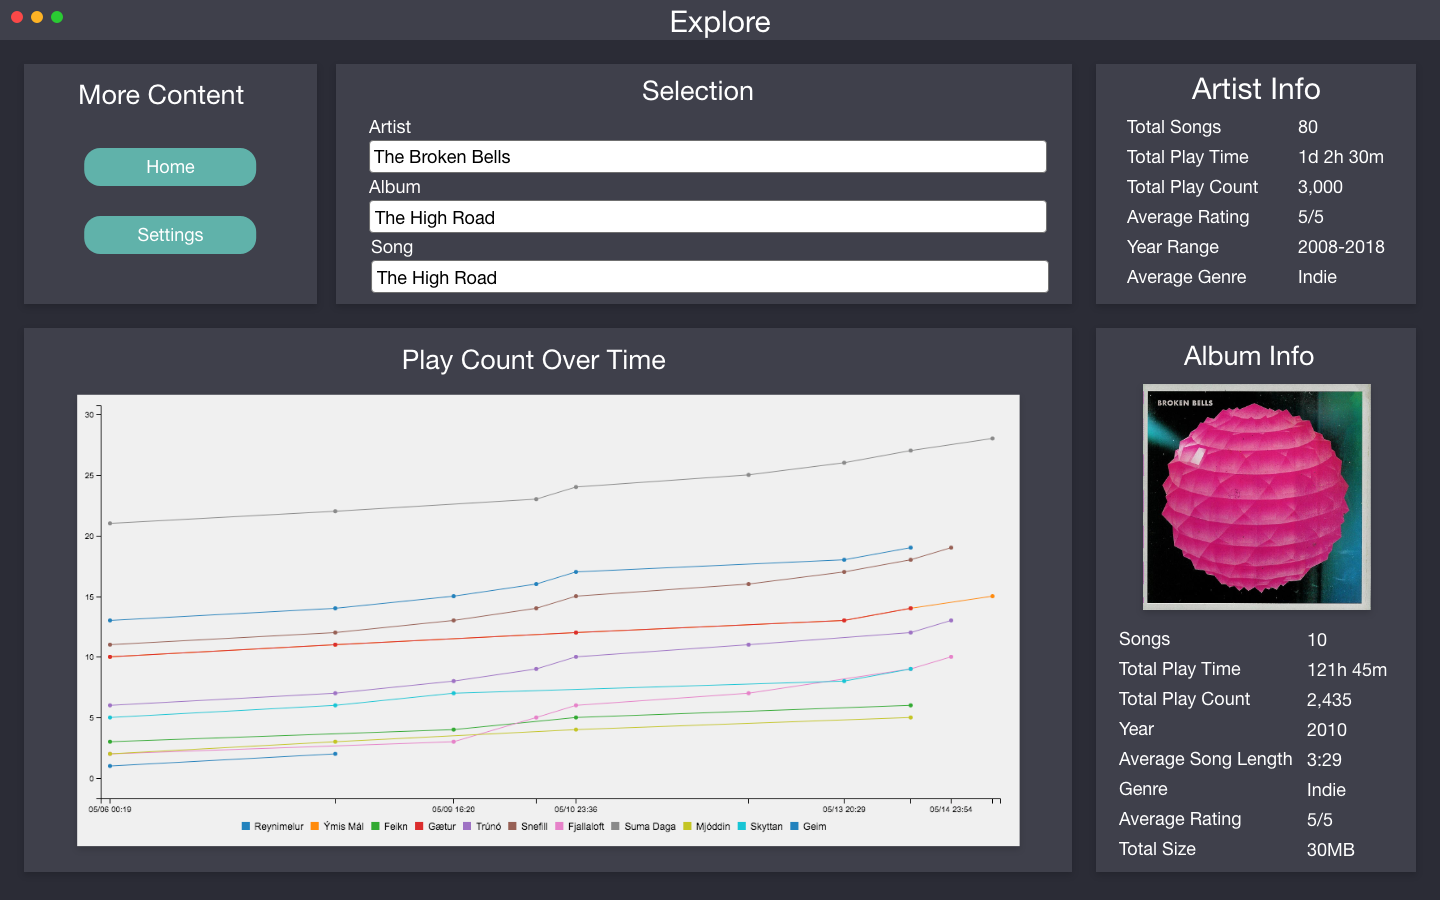 Explore
More Content
Home
Settings
Selection
Artist
The Broken Bells
Album
The High Road
Song
The High Road
Artist Info
Total Songs 80
Total Play Time 1d 2h 30m
Total Play Count 3,000
Average Rating 5/5
Year Range 2008-2018
Average Genre Indie
Play Count Over Time
30
25
20
15
10
5
0
05/06 00:19 05/09 16:20 05/10 23:36 05/13 20:29 05/14 23:54
Reynimelur Ýmis Mál Feikn Gætur Trúnó Snefill Fjallaloft Suma Daga Mjóddin Skyttan Geim
Album Info
BROKEN BELLS
Songs 10
Total Play Time 121h 45m
Total Play Count 2,435
Year 2010
Average Song Length 3:29
Genre Indie
Average Rating 5/5
Total Size 30MB